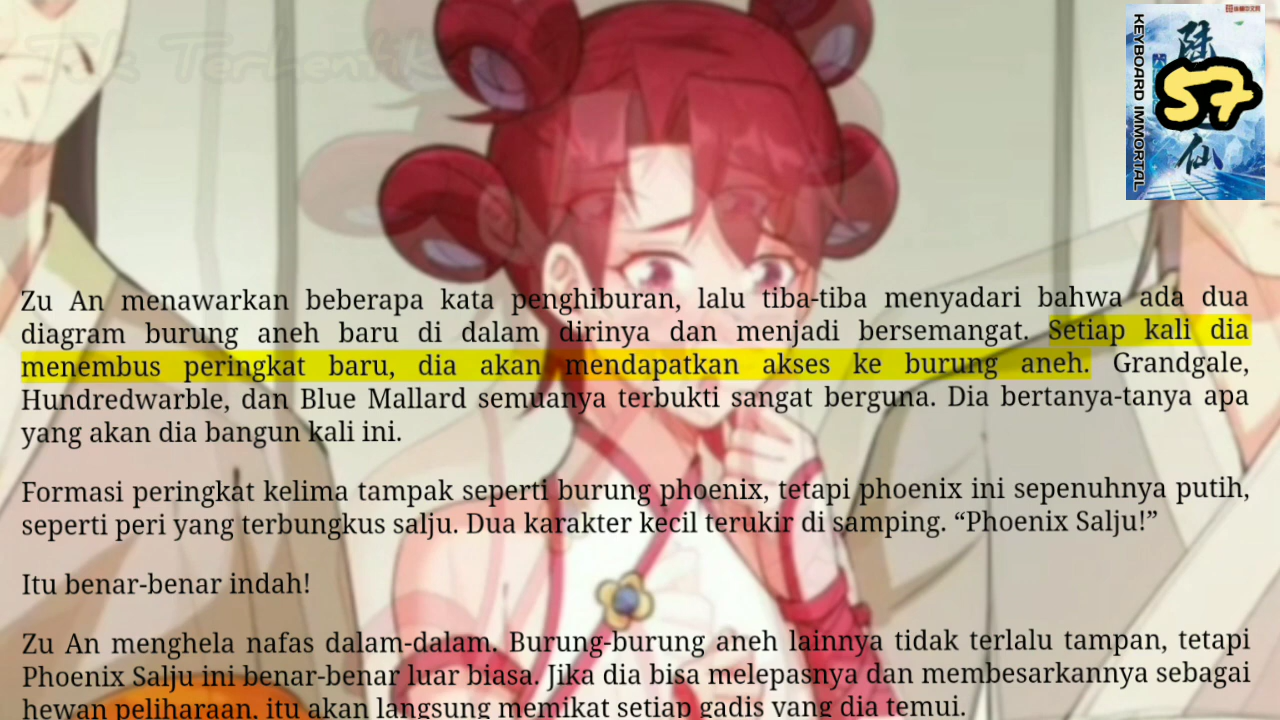 Titik Terbentik
KEYBOARD IMMORTAL
陆
仙
57
Zu An menawarkan beberapa kata penghiburan, lalu tiba-tiba menyadari bahwa ada dua
diagram burung aneh baru di dalam dirinya dan menjadi bersemangat. Setiap kali dia
menembus peringkat baru, dia akan mendapatkan akses ke burung aneh. Grandgale,
Hundredwarble, dan Blue Mallard semuanya terbukti sangat berguna. Dia bertanya-tanya apa
yang akan dia bangun kali ini.
Formasi peringkat kelima tampak seperti burung phoenix, tetapi phoenix ini sepenuhnya putih,
seperti peri yang terbungkus salju. Dua karakter kecil terukir di samping. “Phoenix Salju!”
Itu benar-benar indah!
Zu An menghela nafas dalam-dalam. Burung-burung aneh lainnya tidak terlalu tampan, tetapi
Phoenix Salju ini benar-benar luar biasa. Jika dia bisa melepasnya dan membesarkannya sebagai
hewan peliharaan, itu akan langsung memikat setiap gadis yang dia temui.